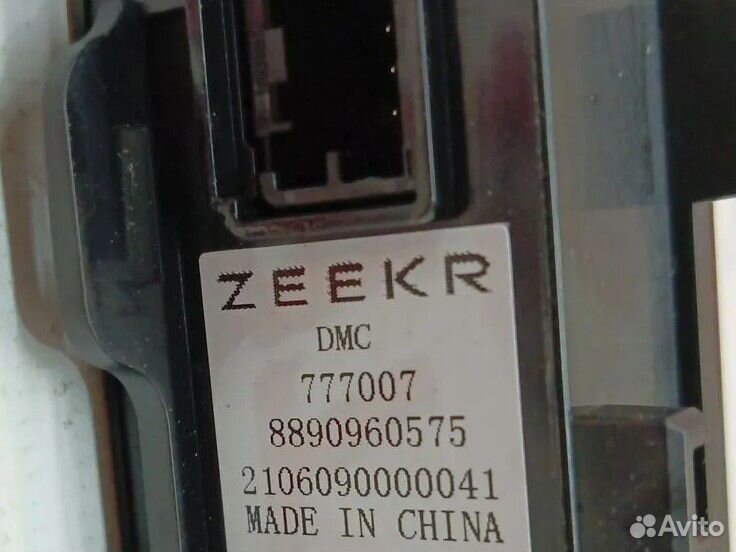 ZEEKR
DMC
777007
8890960575
2106090000041
MADE IN CHINA
Avito